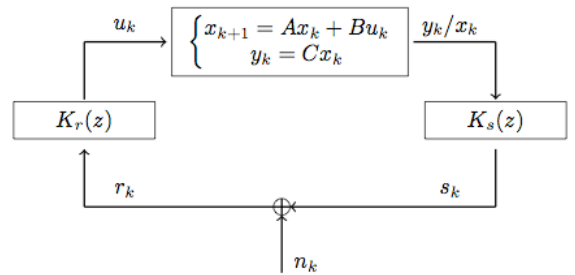 u_k
x_{k+1} = Ax_k + Bu_k
y_k = Cx_k
y_k/x_k
K_r(z)
K_s(z)
r_k
s_k
n_k